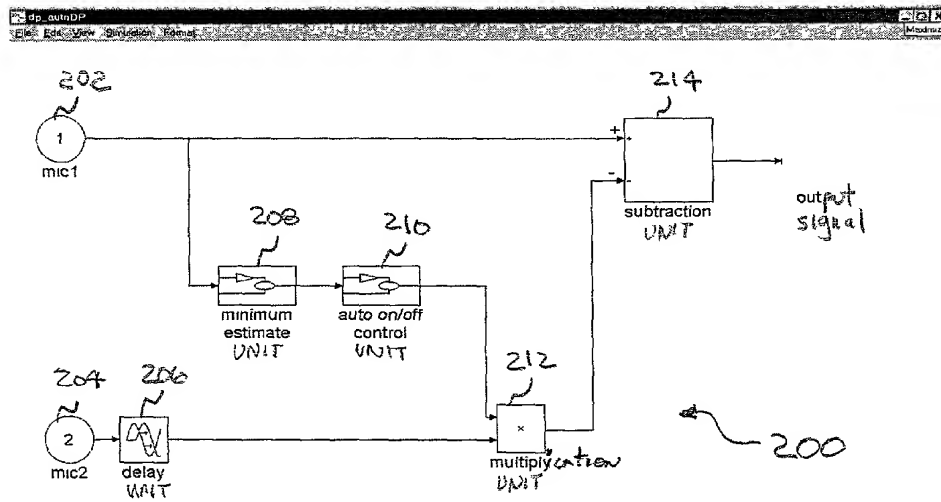 dp_autoDP
File Edit View Simulation Format
Maximiz
202
214
1
mic1
+
-
subtraction
UNIT
output
signal
208
210
minimum
estimate
UNIT
auto on/off
control
UNIT
204
206
212
2
mic2
delay
UNIT
×
multiplycation
UNIT
200